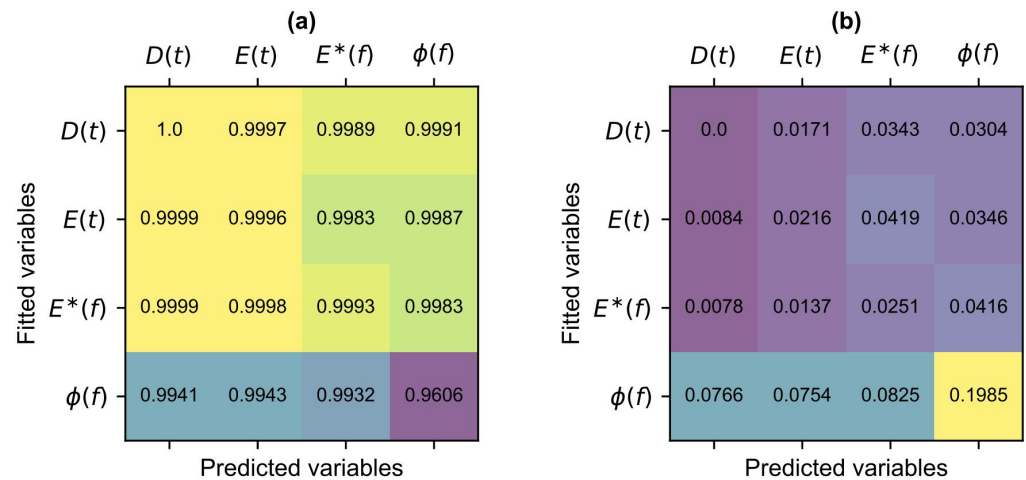 (a)
D(t) E(t) E*(f) ϕ(f)
D(t) 1.0 0.9997 0.9989 0.9991
E(t) 0.9999 0.9996 0.9983 0.9987
E*(f) 0.9999 0.9998 0.9993 0.9983
ϕ(f) 0.9941 0.9943 0.9932 0.9606
Fitted variables
Predicted variables
(b)
D(t) E(t) E*(f) ϕ(f)
D(t) 0.0 0.0171 0.0343 0.0304
E(t) 0.0084 0.0216 0.0419 0.0346
E*(f) 0.0078 0.0137 0.0251 0.0416
ϕ(f) 0.0766 0.0754 0.0825 0.1985
Fitted variables
Predicted variables